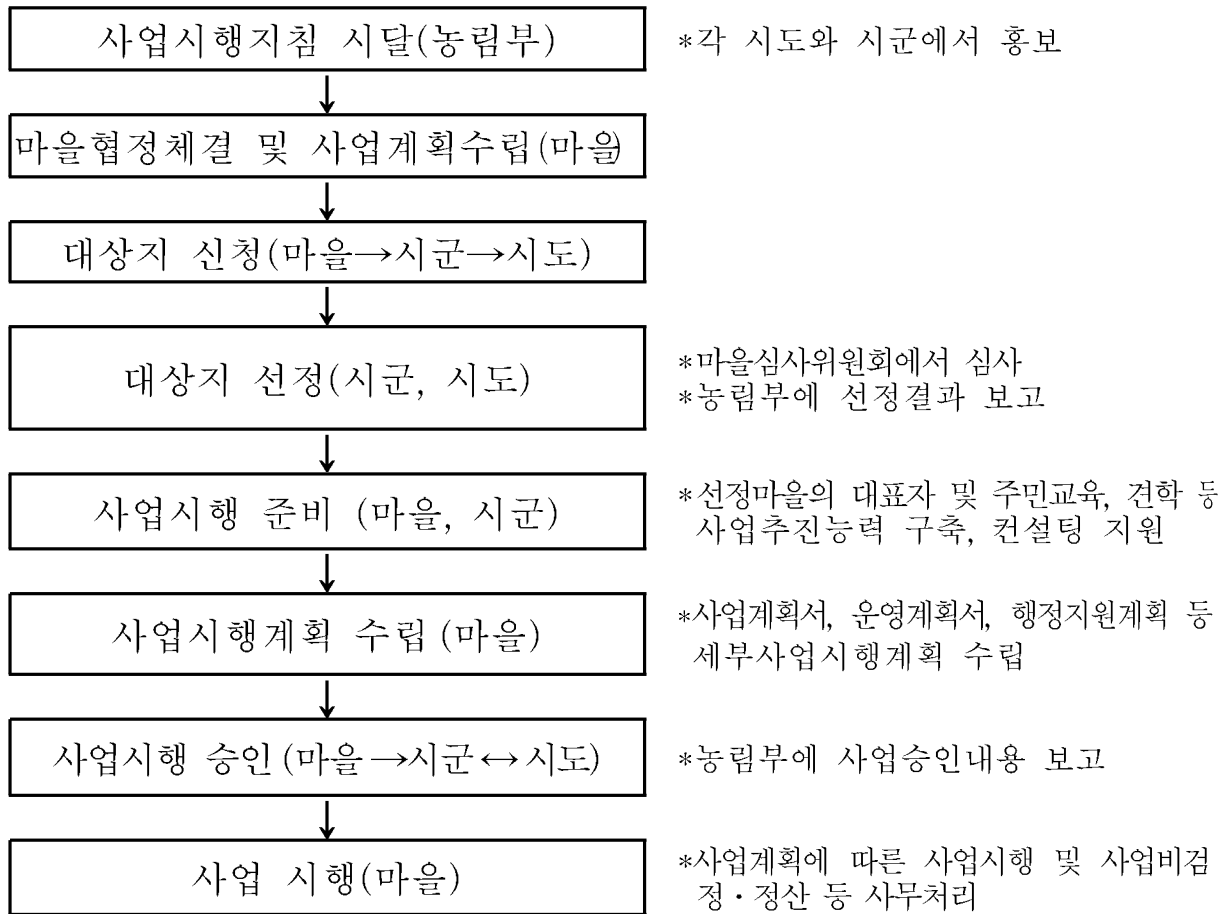 사업시행지침 시달(농림부)
*각 시도와 시군에서 홍보
↓
마을협정체결 및 사업계획수립(마을)
↓
대상지 신청(마을→시군→시도)
↓
대상지 선정(시군, 시도)
*마을심사위원회에서 심사
*농림부에 선정결과 보고
↓
사업시행 준비 (마을, 시군)
*선정마을의 대표자 및 주민교육, 견학 등
사업추진능력 구축, 컨설팅 지원
↓
사업시행계획 수립 (마을)
*사업계획서, 운영계획서, 행정지원계획 등
세부사업시행계획 수립
↓
사업시행 승인 (마을→시군↔시도)
*농림부에 사업승인내용 보고
↓
사업 시행(마을)
*사업계획에 따른 사업시행 및 사업비검
정·정산 등 사무처리